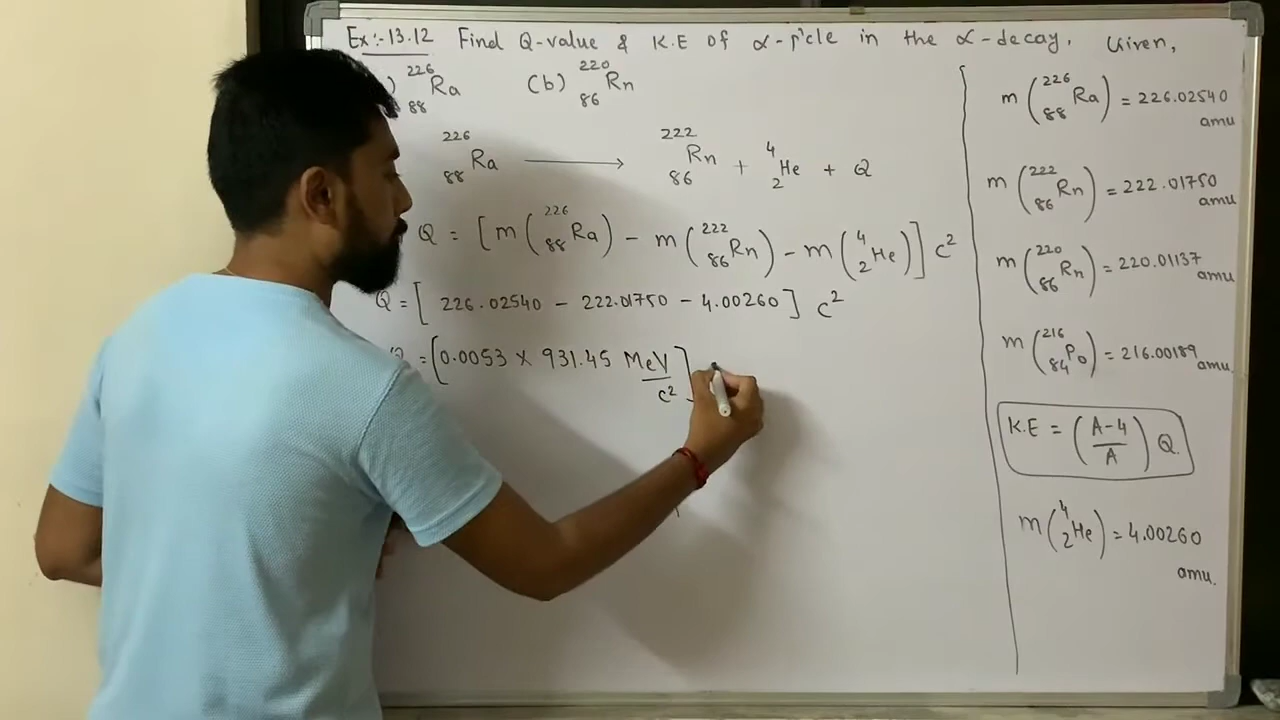 Ex:-13.12 Find Q-value & K.E of α-p'cle in the α-decay. Given,
) ²²⁶₈₈Ra (b) ²²⁰₈₆Rn
²²⁶₈₈Ra ⟶ ²²²₈₆Rn + ⁴₂He + Q
Q = [m(²²⁶₈₈Ra) - m(²²²₈₆Rn) - m(⁴₂He)] c²
Q = [226.02540 - 222.01750 - 4.00260] c²
= [0.0053 × 931.45 MeV/c²]
m(²²⁶₈₈Ra) = 226.02540 amu
m(²²²₈₆Rn) = 222.01750 amu
m(²²⁰₈₆Rn) = 220.01137 amu
m(²¹⁶₈₄Po) = 216.00189 amu
K.E = (A-4/A) Q.
m(⁴₂He) = 4.00260 amu.